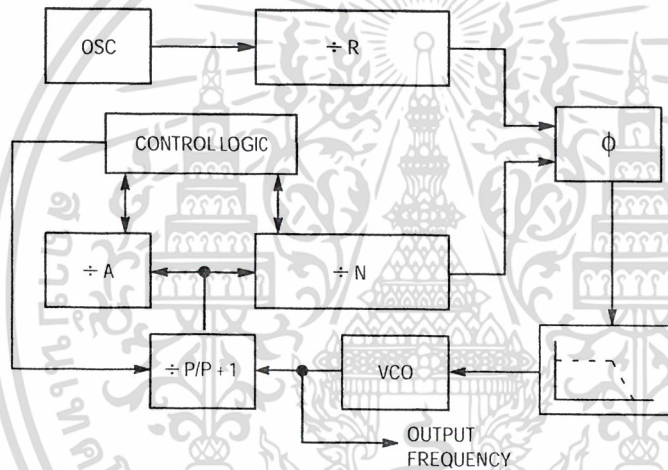 OSC
÷ R
CONTROL LOGIC
ϕ
÷ A
÷ N
÷ P/P + 1
VCO
OUTPUT
FREQUENCY